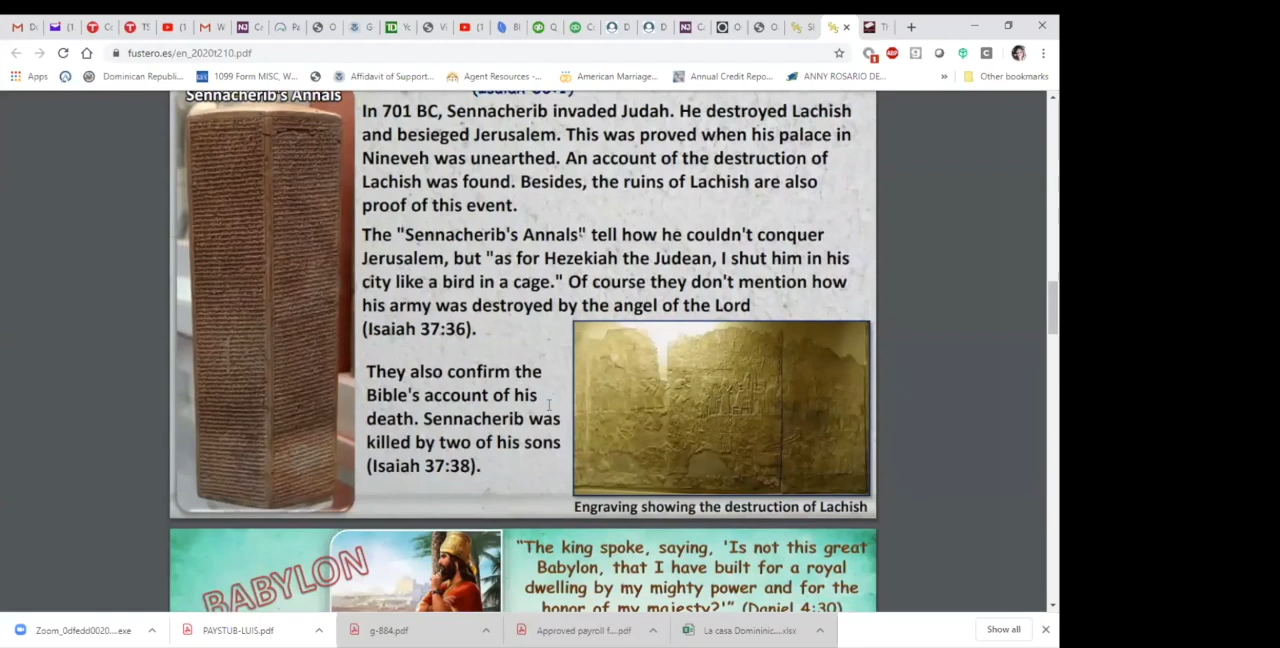 fustero.es/en_2020t210.pdf
Apps
Dominican Republi...
1099 Form MISC, W...
Affidavit of Support...
Agent Resources -...
American Marriage...
Annual Credit Repo...
ANNY ROSARIO DE...
»
Other bookmarks
Sennacherib's Annals
In 701 BC, Sennacherib invaded Judah. He destroyed Lachish
and besieged Jerusalem. This was proved when his palace in
Nineveh was unearthed. An account of the destruction of
Lachish was found. Besides, the ruins of Lachish are also
proof of this event.
The "Sennacherib's Annals" tell how he couldn't conquer
Jerusalem, but "as for Hezekiah the Judean, I shut him in his
city like a bird in a cage." Of course they don't mention how
his army was destroyed by the angel of the Lord
(Isaiah 37:36).
They also confirm the
Bible's account of his
death. Sennacherib was
killed by two of his sons
(Isaiah 37:38).
Engraving showing the destruction of Lachish
BABYLON
"The king spoke, saying, 'Is not this great
Babylon, that I have built for a royal
dwelling by my mighty power and for the
honor of my majesty?'" (Daniel 4:30)
Zoom_0dfedd0020....exe
PAYSTUB-LUIS.pdf
g-884.pdf
Approved payroll f....pdf
La casa Domininic....xlsx
Show all